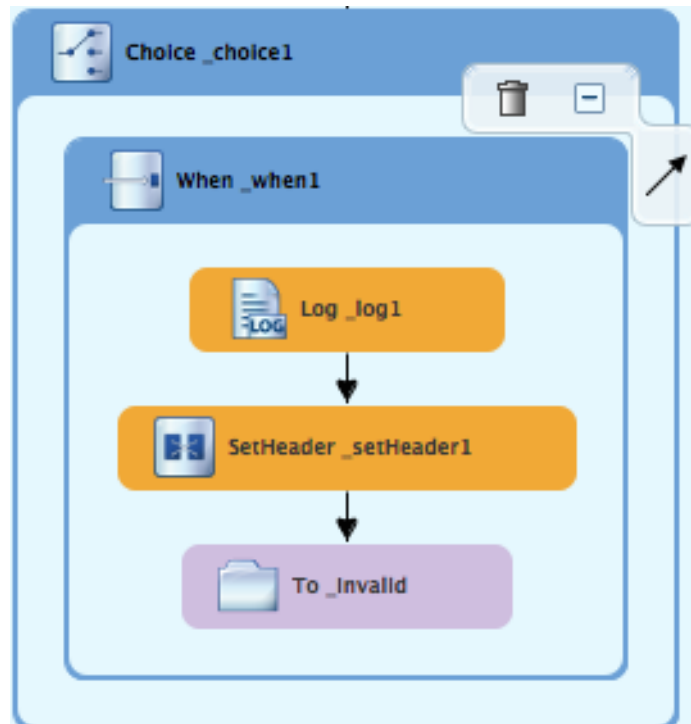 Choice _choice1
When _when1
LOG
Log _log1
SetHeader _setHeader1
To _Invalid